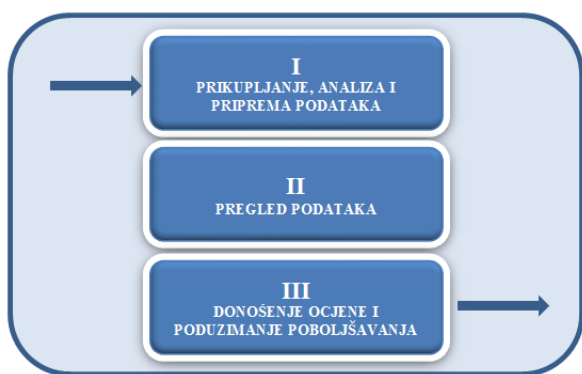 I
PRIKUPLJANJE, ANALIZA I
PRIPREMA PODATAKA
II
PREGLED PODATAKA
III
DONOŠENJE OCJENE I
PODUZIMANJE POBOLJŠAVANJA